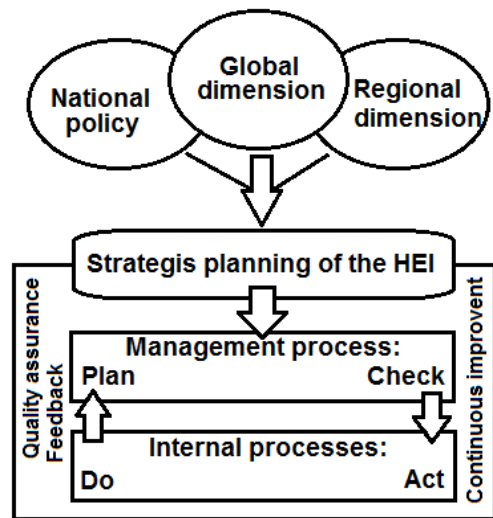 National
policy
Global
dimension
Regional
dimension
Strategis planning of the HEI
Quality assurance
Feedback
Management process:
Plan Check
Internal processes:
Do Act
Continuous improvent